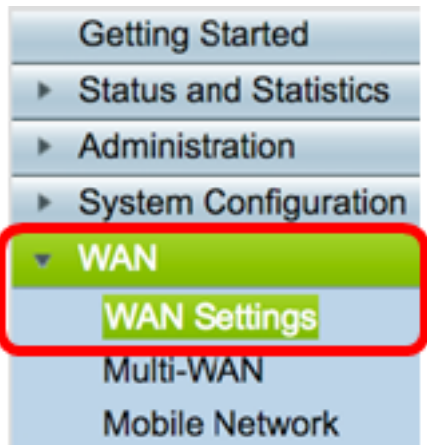 Getting Started
Status and Statistics
Administration
System Configuration
WAN
WAN Settings
Multi-WAN
Mobile Network